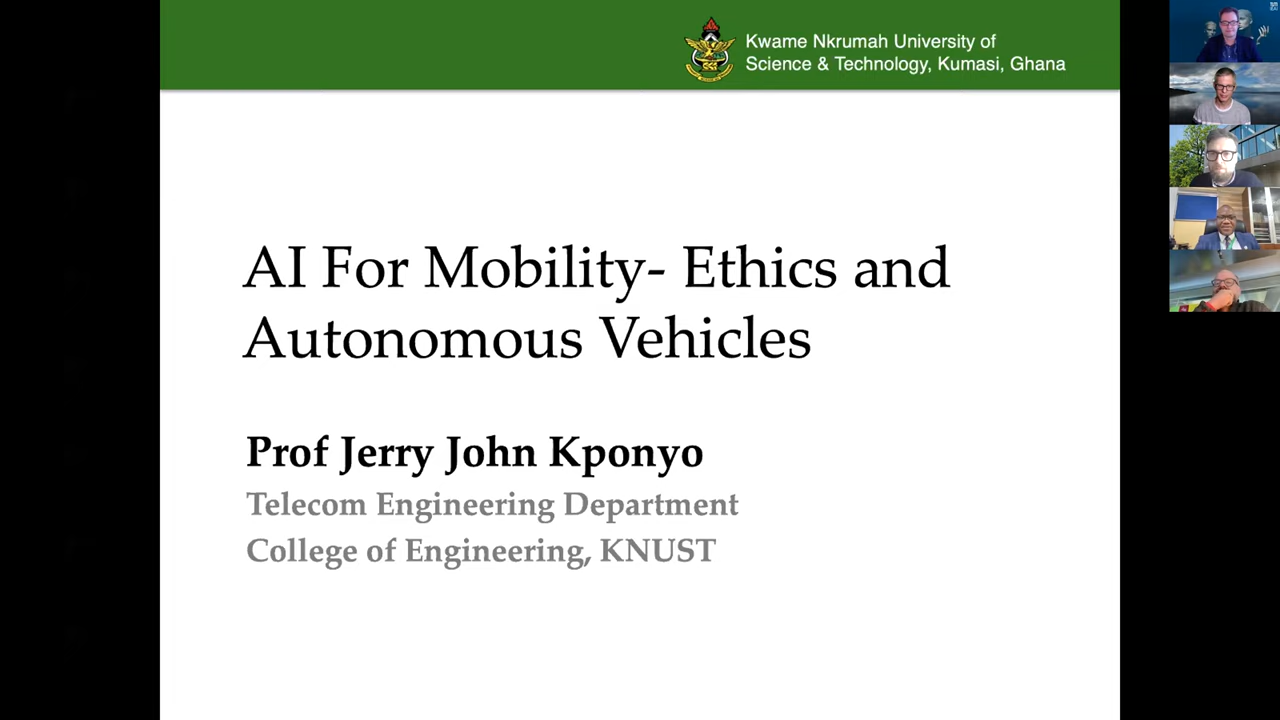 Kwame Nkrumah University of
Science & Technology, Kumasi, Ghana
AI For Mobility- Ethics and
Autonomous Vehicles
Prof Jerry John Kponyo
Telecom Engineering Department
College of Engineering, KNUST